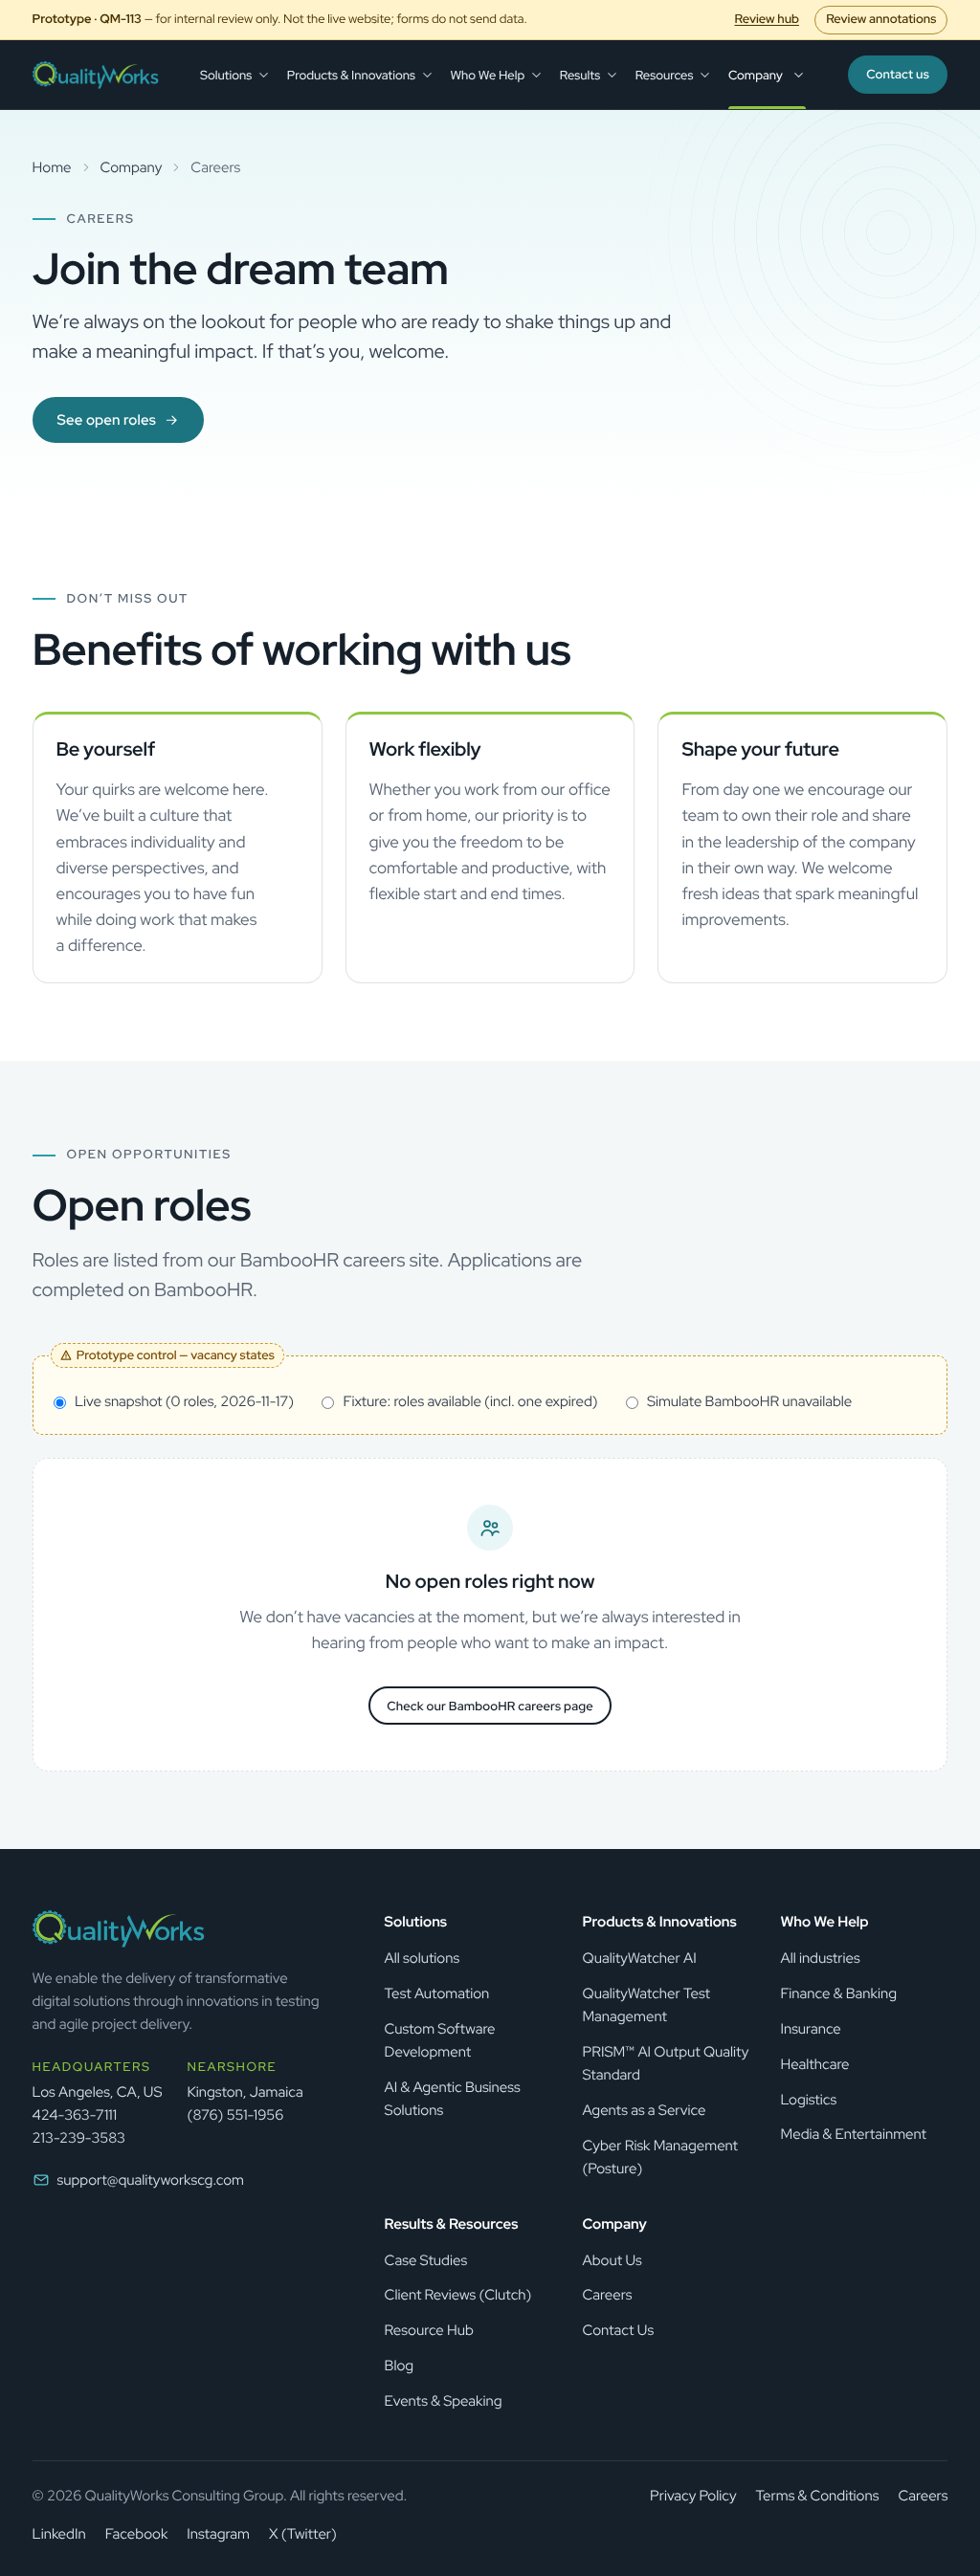 Prototype · QM-113 — for internal review only. Not the live website; forms do not send data.
Review hub
Review annotations
QualityWorks
Solutions
Products & Innovations
Who We Help
Results
Resources
Company
Contact us
Home
Company
Careers
CAREERS
Join the dream team
We’re always on the lookout for people who are ready to shake things up and
make a meaningful impact. If that’s you, welcome.
See open roles →
DON’T MISS OUT
Benefits of working with us
Be yourself
Your quirks are welcome here.
We’ve built a culture that
embraces individuality and
diverse perspectives, and
encourages you to have fun
while doing work that makes
a difference.
Work flexibly
Whether you work from our office
or from home, our priority is to
give you the freedom to be
comfortable and productive, with
flexible start and end times.
Shape your future
From day one we encourage our
team to own their role and share
in the leadership of the company
in their own way. We welcome
fresh ideas that spark meaningful
improvements.
OPEN OPPORTUNITIES
Open roles
Roles are listed from our BambooHR careers site. Applications are
completed on BambooHR.
Prototype control — vacancy states
Live snapshot (0 roles, 2026-11-17)
Fixture: roles available (incl. one expired)
Simulate BambooHR unavailable
No open roles right now
We don’t have vacancies at the moment, but we’re always interested in
hearing from people who want to make an impact.
Check our BambooHR careers page
QualityWorks
We enable the delivery of transformative
digital solutions through innovations in testing
and agile project delivery.
HEADQUARTERS
Los Angeles, CA, US
424-363-7111
213-239-3583
NEARSHORE
Kingston, Jamaica
(876) 551-1956
support@qualityworkscg.com
Solutions
All solutions
Test Automation
Custom Software
Development
AI & Agentic Business
Solutions
Products & Innovations
QualityWatcher AI
QualityWatcher Test
Management
PRISM™ AI Output Quality
Standard
Agents as a Service
Cyber Risk Management
(Posture)
Who We Help
All industries
Finance & Banking
Insurance
Healthcare
Logistics
Media & Entertainment
Results & Resources
Case Studies
Client Reviews (Clutch)
Resource Hub
Blog
Events & Speaking
Company
About Us
Careers
Contact Us
© 2026 QualityWorks Consulting Group. All rights reserved.
Privacy Policy
Terms & Conditions
Careers
LinkedIn
Facebook
Instagram
X (Twitter)